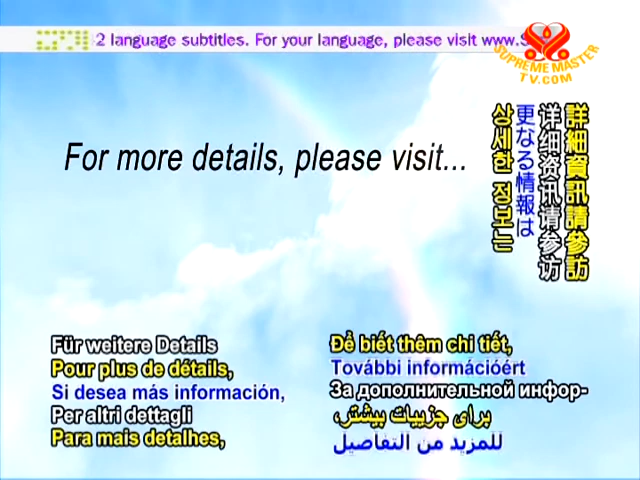 2 language subtitles. For your language, please visit www.S
SUPREME MASTER
TV.COM
For more details, please visit...
詳細資訊請參訪
详细资讯请参访
更なる情報は
상세한 정보는
Für weitere Details
Pour plus de détails,
Si desea más información,
Per altri dettagli
Para mais detalhes,
Để biết thêm chi tiết,
További információért
За дополнительной инфор-
برای جزییات بیشتر،
للمزيد من التفاصيل